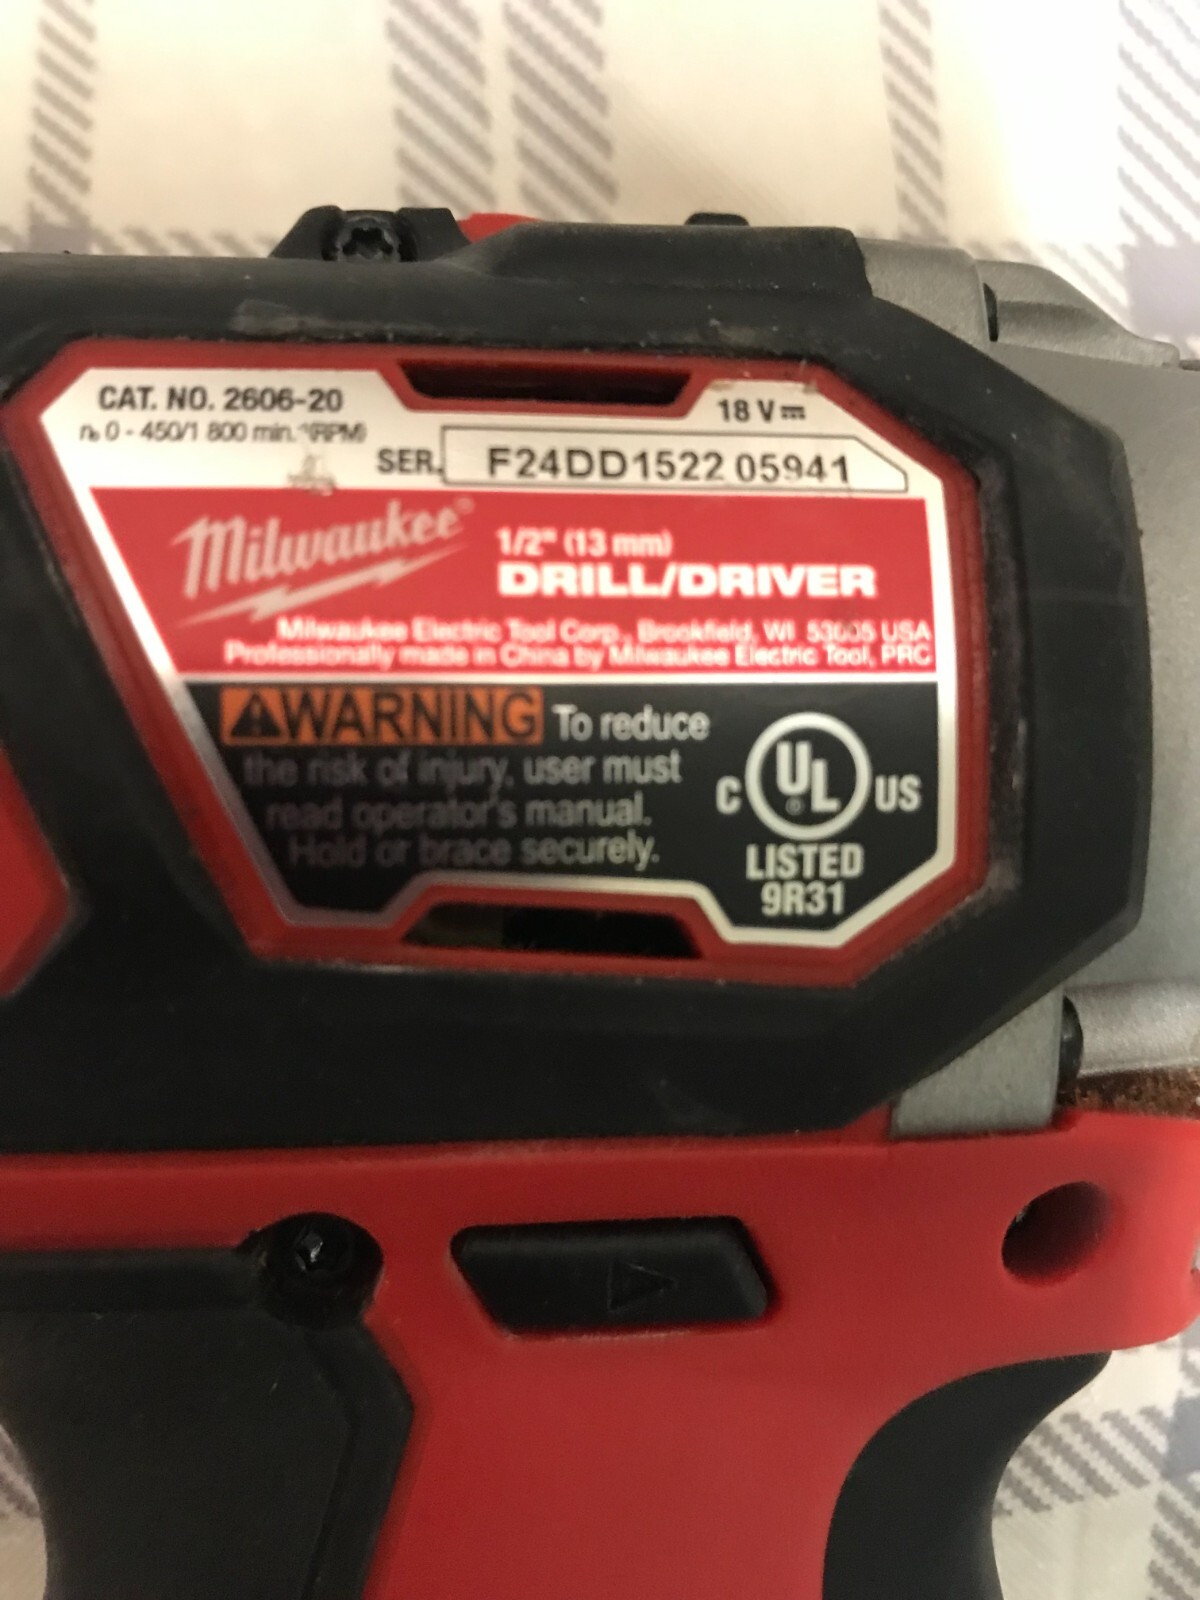 CAT. NO. 2606-20
n₀ 0 - 450/1 800 min.⁻¹(RPM)
18 V⎓
SER. F24DD1522 05941
Milwaukee®
1/2" (13 mm)
DRILL/DRIVER
Milwaukee Electric Tool Corp., Brookfield, WI 53005 USA
Professionally made in China by Milwaukee Electric Tool, PRC
WARNING To reduce
the risk of injury, user must
read operator's manual.
Hold or brace securely.
C UL® US
LISTED
9R31